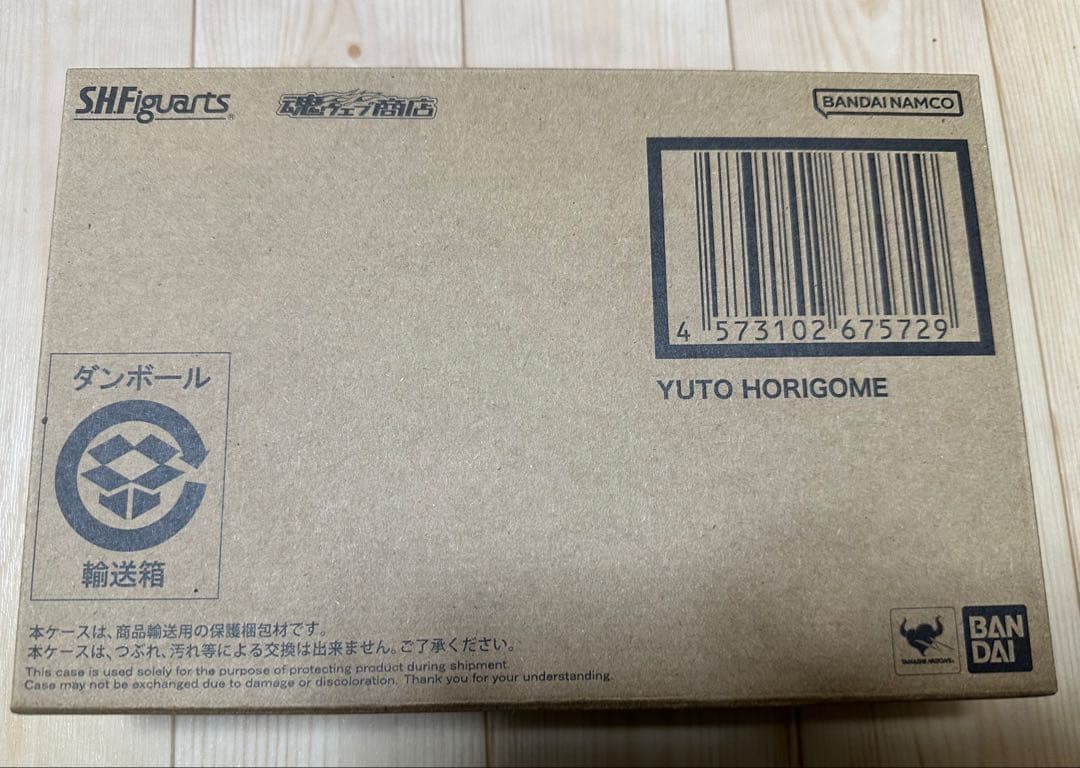 S.H.Figuarts
魂ウェブ商店
BANDAI NAMCO
4 573102 675729
YUTO HORIGOME
ダンボール
輸送箱
本ケースは、商品輸送用の保護梱包材です。
本ケースは、つぶれ、汚れ等による交換は出来ません。ご了承ください。
This case is used solely for the purpose of protecting product during shipment.
Case may not be exchanged due to damage or discoloration. Thank you for your understanding.
TAMASHII NATIONS
BAN
DAI